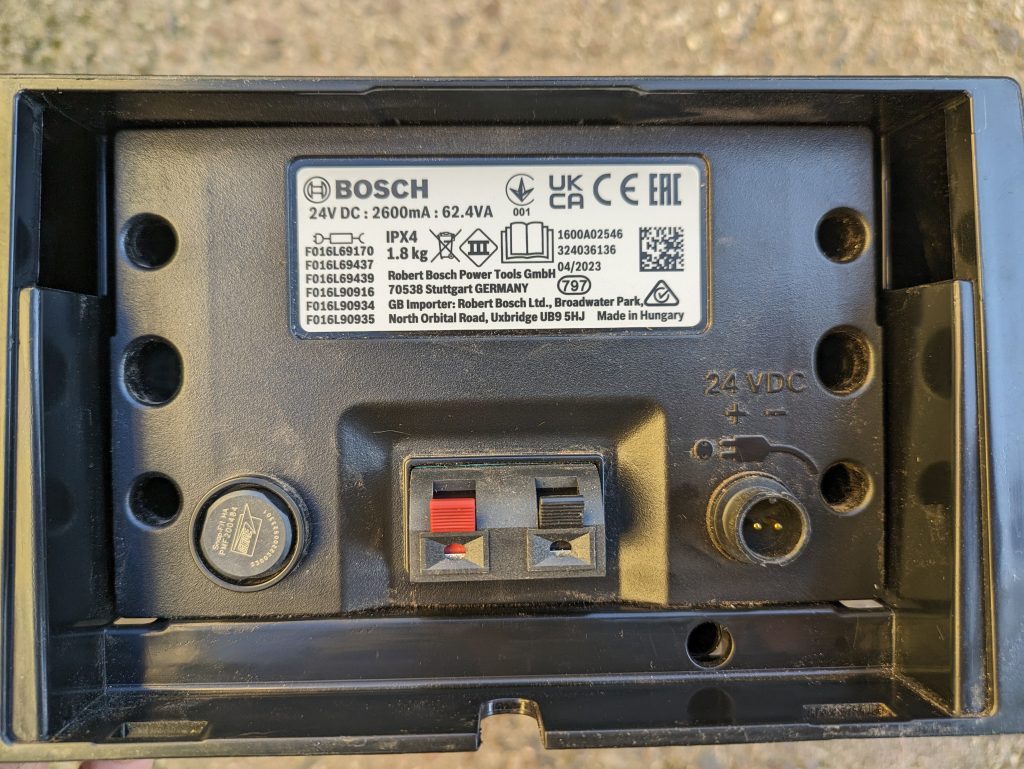 BOSCH
24V DC : 2600mA : 62.4VA
001
UK
CA
CE
EAC
F016L69170
F016L69437
F016L69439
F016L90916
F016L90934
F016L90935
IPX4
1.8 kg
III
1600A02546
324036136
04/2023
Robert Bosch Power Tools GmbH
70538 Stuttgart GERMANY
797
GB Importer: Robert Bosch Ltd., Broadwater Park,
North Orbital Road, Uxbridge UB9 5HJ
Made in Hungary
24 VDC
+ -
PMF200484